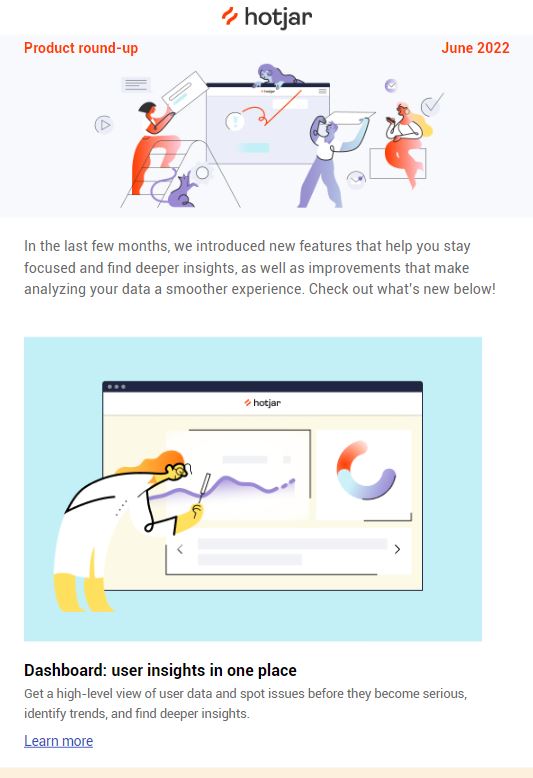 hotjar
Product round-up
June 2022
In the last few months, we introduced new features that help you stay
focused and find deeper insights, as well as improvements that make
analyzing your data a smoother experience. Check out what's new below!
hotjar
Dashboard: user insights in one place
Get a high-level view of user data and spot issues before they become serious,
identify trends, and find deeper insights.
Learn more